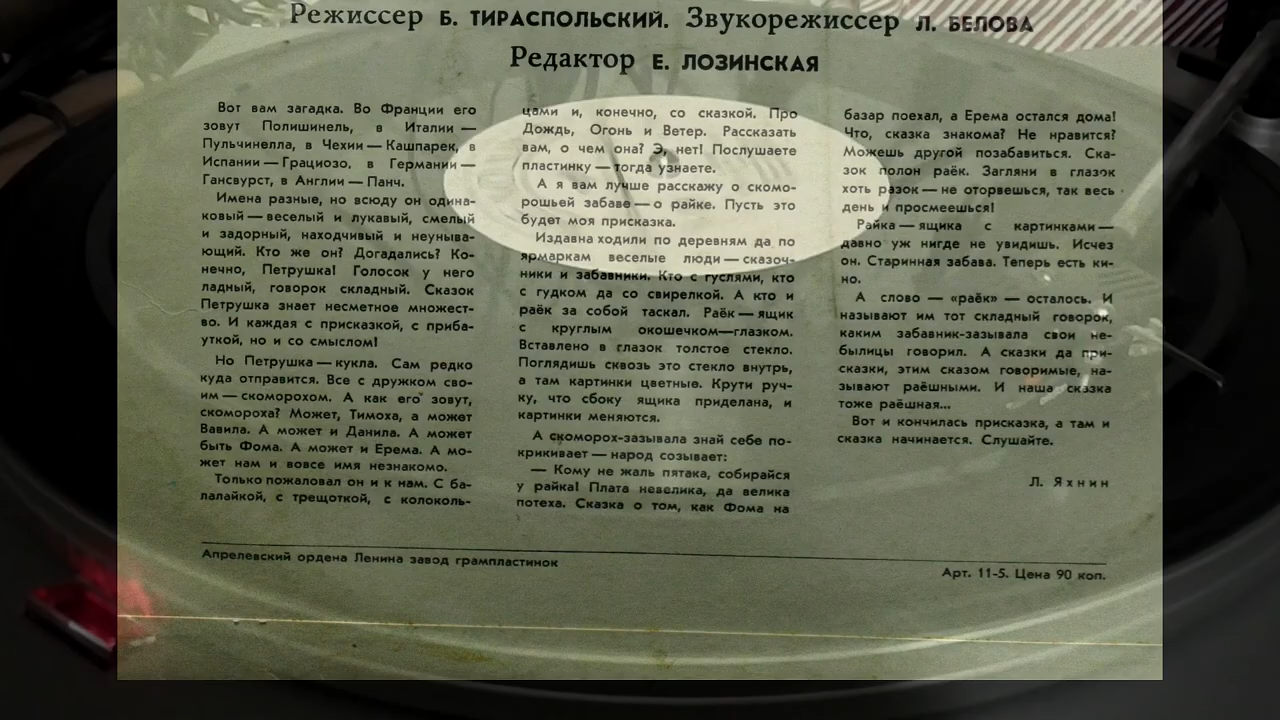 Режиссер Б. ТИРАСПОЛЬСКИЙ. Звукорежиссер Л. БЕЛОВА
Редактор Е. ЛОЗИНСКАЯ
Вот вам загадка. Во Франции его
зовут Полишинель, в Италии —
Пульчинелла, в Чехии — Кашпарек, в
Испании — Грациозо, в Германии —
Гансвурст, в Англии — Панч.
Имена разные, но всюду он одина-
ковый — веселый и лукавый, смелый
и задорный, находчивый и неуныва-
ющий. Кто же он? Догадались? Ко-
нечно, Петрушка! Голосок у него
ладный, говорок складный. Сказок
Петрушка знает несметное множест-
во. И каждая с присказкой, с приба-
уткой, но и со смыслом!
Но Петрушка — кукла. Сам редко
куда отправится. Все с дружком сво-
им — скоморохом. А как его зовут,
скомороха? Может, Тимоха, а может
Вавила. А может и Данила. А может
быть Фома. А может и Ерема. А мо-
жет нам и вовсе имя незнакомо.
Только пожаловал он и к нам. С ба-
лалайкой, с трещоткой, с колоколь-
цами и, конечно, со сказкой. Про
Дождь, Огонь и Ветер. Рассказать
вам, о чем она? Э, нет! Послушаете
пластинку — тогда узнаете.
А я вам лучше расскажу о скомо-
рошьей забаве — о райке. Пусть это
будет моя присказка.
Издавна ходили по деревням да по
ярмаркам веселые люди — сказоч-
ники и забавники. Кто с гуслями, кто
с гудком да со свирелкой. А кто и
раёк за собой таскал. Раёк — ящик
с круглым окошечком—глазком.
Вставлено в глазок толстое стекло.
Поглядишь сквозь это стекло внутрь,
а там картинки цветные. Крути руч-
ку, что сбоку ящика приделана, и
картинки меняются.
А скоморох-зазывала знай себе по-
крикивает — народ созывает:
— Кому не жаль пятака, собирайся
у райка! Плата невелика, да велика
потеха. Сказка о том, как Фома на
базар поехал, а Ерема остался дома!
Что, сказка знакома? Не нравится?
Можешь другой позабавиться. Ска-
зок полон раёк. Загляни в глазок
хоть разок — не оторвешься, так весь
день и просмеешься!
Райка — ящика с картинками —
давно уж нигде не увидишь. Исчез
он. Старинная забава. Теперь есть ки-
но.
А слово — «раёк» — осталось. И
называют им тот складный говорок,
каким забавник-зазывала свои не-
былицы говорил. А сказки да при-
сказки, этим сказом говоримые, на-
зывают раёшными. И наша сказка
тоже раёшная...
Вот и кончилась присказка, а там и
сказка начинается. Слушайте.
Л. Яхнин
Апрелевский ордена Ленина завод грампластинок
Арт. 11-5. Цена 90 коп.